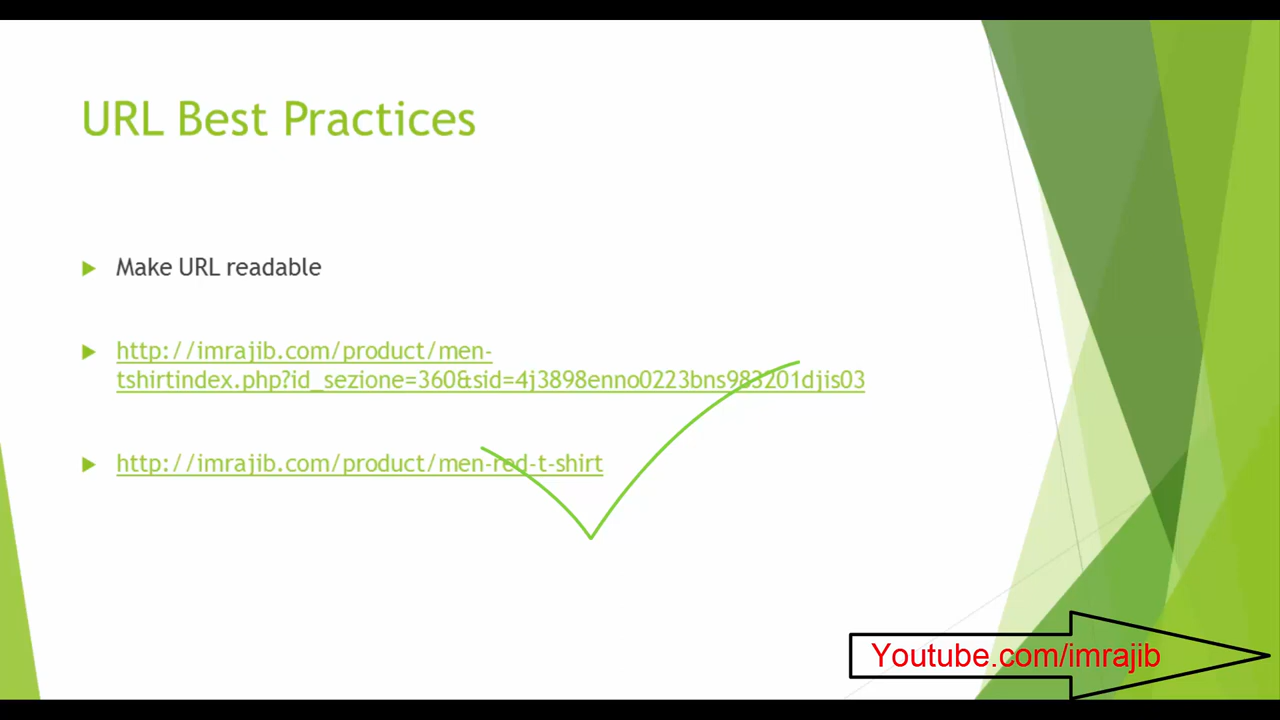 URL Best Practices
Make URL readable
http://imrajib.com/product/men-
tshirtindex.php?id_sezione=360&sid=4j3898enno0223bns983201djis03
http://imrajib.com/product/men-red-t-shirt
Youtube.com/imrajib